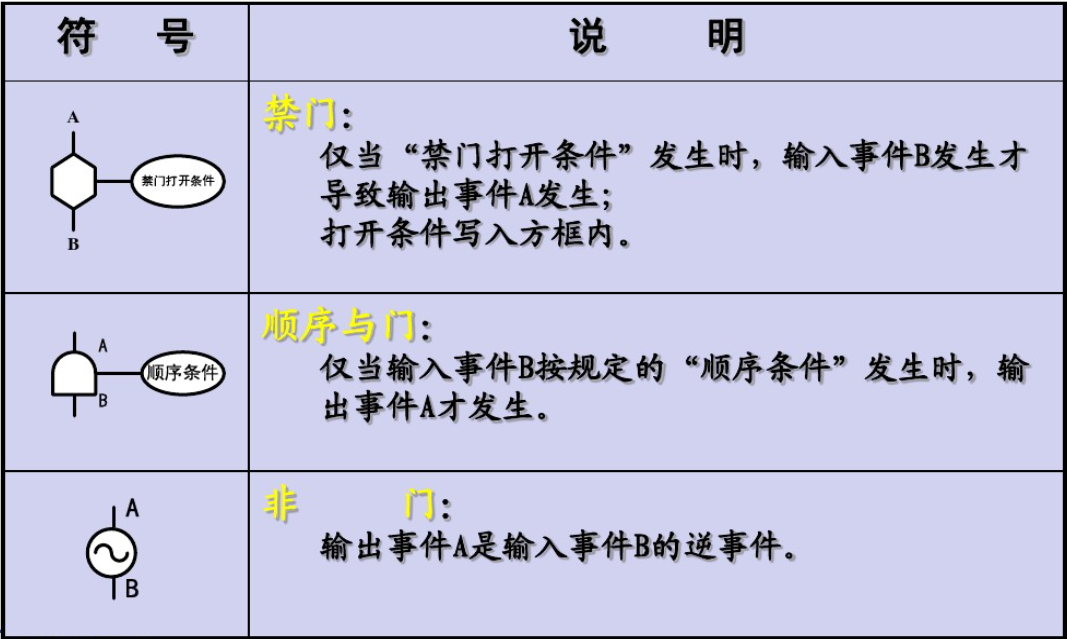 符 号
说 明
A
禁门打开条件
B
禁门:
仅当“禁门打开条件”发生时，输入事件B发生才
导致输出事件A发生；
打开条件写入方框内。
A
顺序条件
B
顺序与门:
仅当输入事件B按规定的“顺序条件”发生时，输
出事件A才发生。
A
B
非 门:
输出事件A是输入事件B的逆事件。